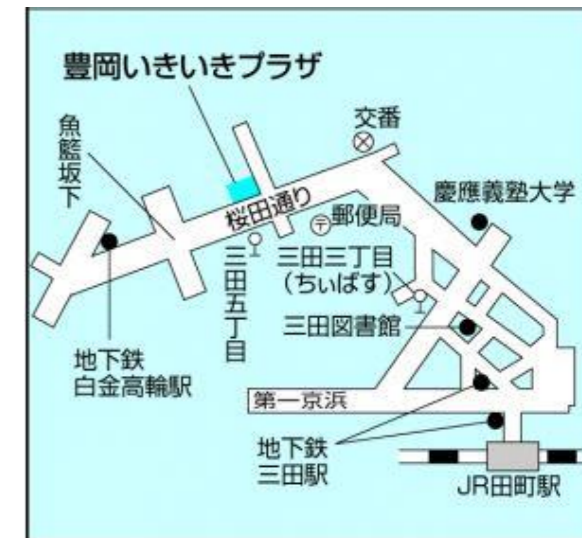 豊岡いきいきプラザ
交番
魚籃坂下
慶應義塾大学
桜田通り
〒郵便局
三田三丁目
(ちぃばす)
三田五丁目
三田図書館
地下鉄
白金高輪駅
第一京浜
地下鉄
三田駅
JR田町駅